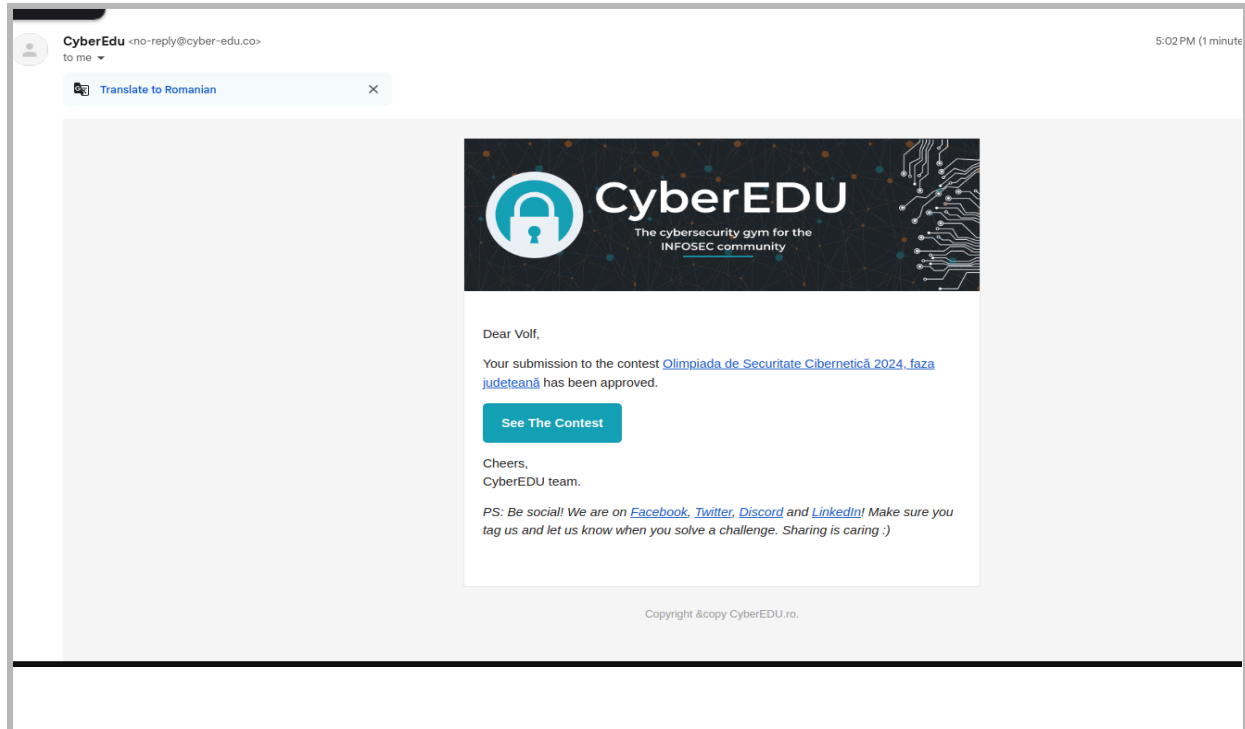 CyberEdu <no-reply@cyber-edu.co>
5:02 PM (1 minute
to me
Translate to Romanian
CyberEDU
The cybersecurity gym for the
INFOSEC community
Dear Volf,
Your submission to the contest Olimpiada de Securitate Cibernetică 2024, faza
județeană has been approved.
See The Contest
Cheers,
CyberEDU team.
PS: Be social! We are on Facebook, Twitter, Discord and LinkedIn! Make sure you
tag us and let us know when you solve a challenge. Sharing is caring :)
Copyright &copy CyberEDU.ro.